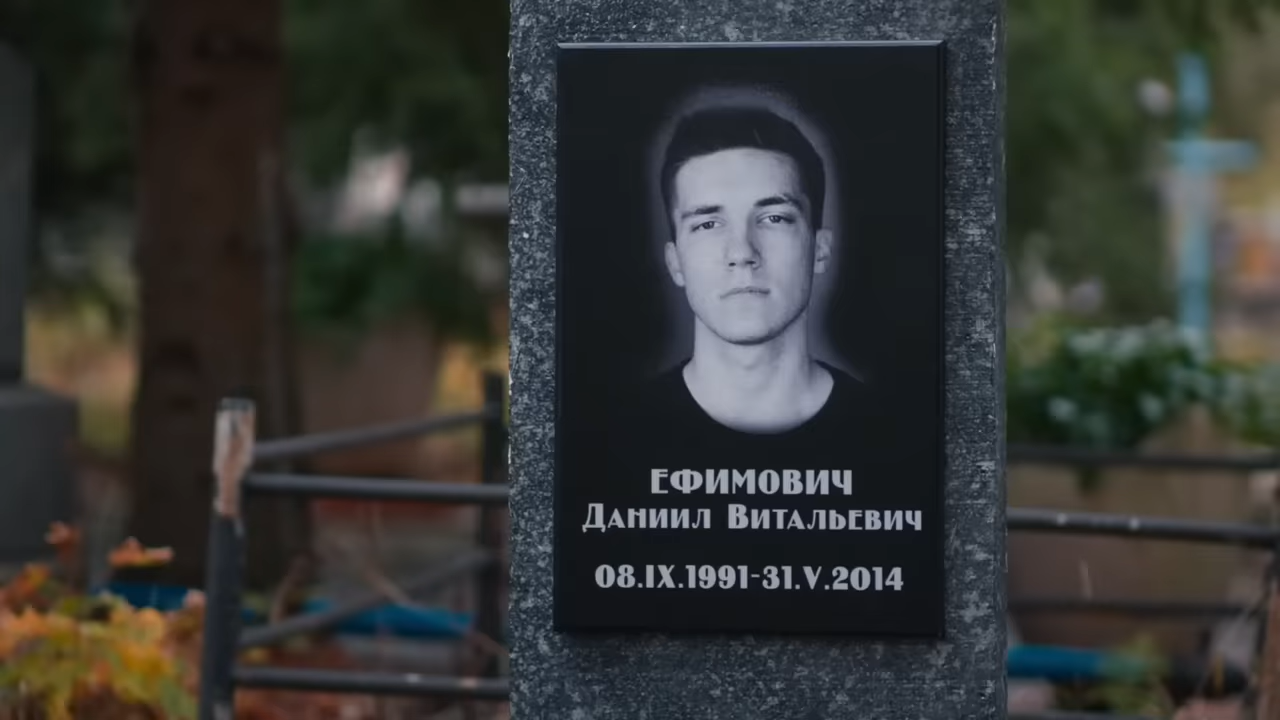 ЕФИМОВИЧ
Даниил Витальевич
08.IX.1991-31.V.2014